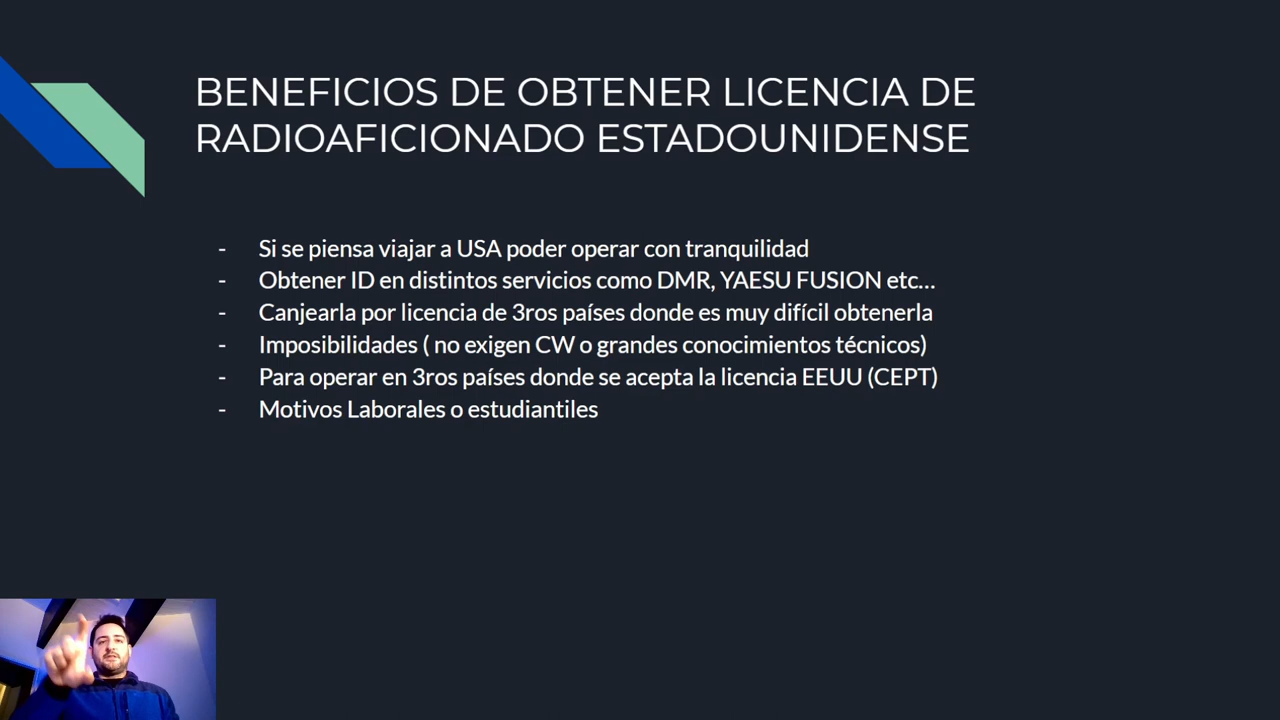 BENEFICIOS DE OBTENER LICENCIA DE
RADIOAFICIONADO ESTADOUNIDENSE
- Si se piensa viajar a USA poder operar con tranquilidad
- Obtener ID en distintos servicios como DMR, YAESU FUSION etc...
- Canjearla por licencia de 3ros países donde es muy difícil obtenerla
- Imposibilidades ( no exigen CW o grandes conocimientos técnicos)
- Para operar en 3ros países donde se acepta la licencia EEUU (CEPT)
- Motivos Laborales o estudiantiles